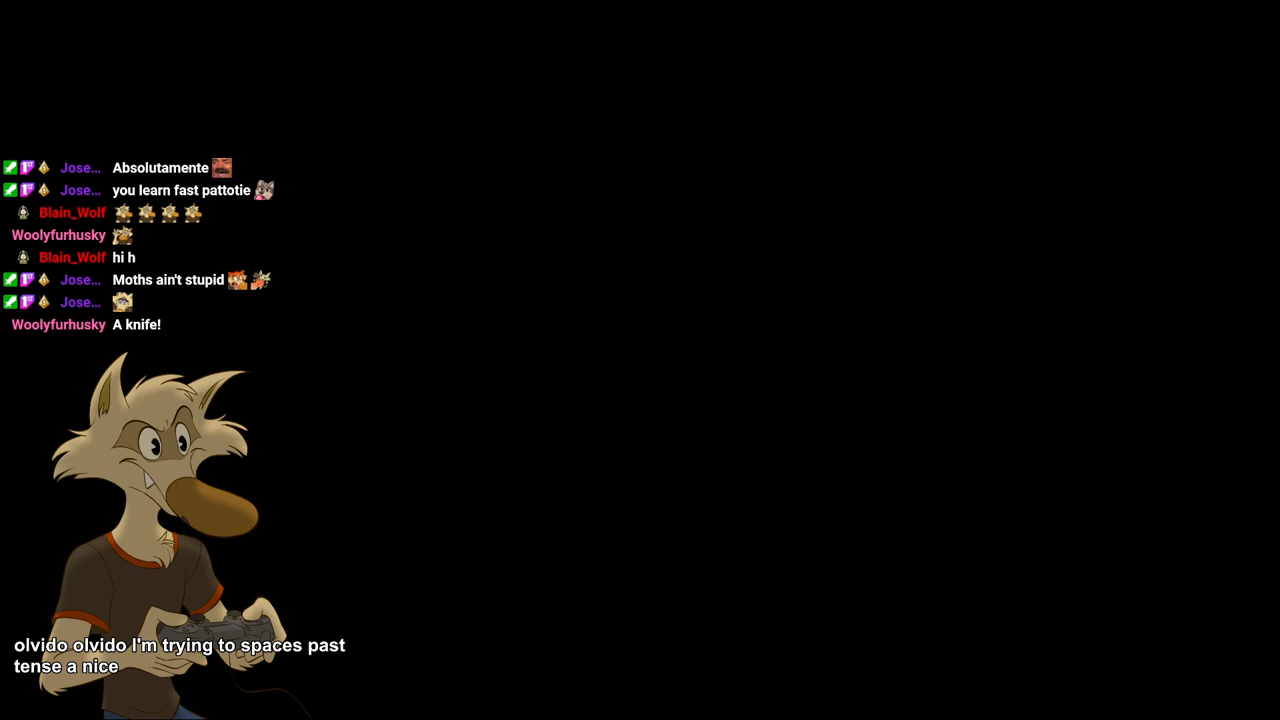 Jose... Absolutamente
Jose... you learn fast pattotie
Blain_Wolf
Woolyfurhusky
Blain_Wolf hi h
Jose... Moths ain't stupid
Jose...
Woolyfurhusky A knife!
olvido olvido I'm trying to spaces past
tense a nice